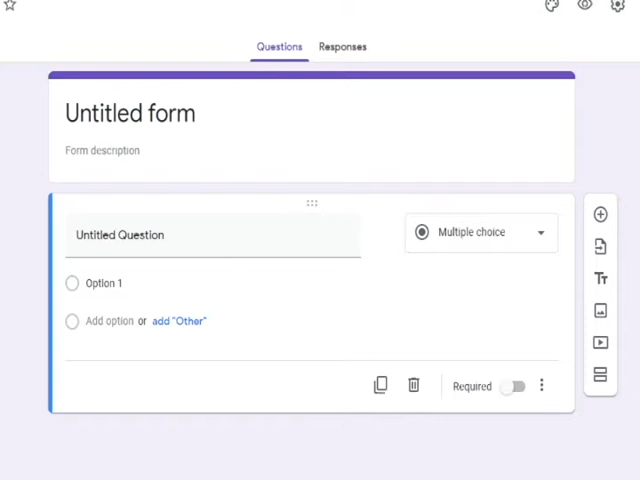 Questions Responses
Untitled form
Form description
Untitled Question
Multiple choice
Option 1
Add option or add "Other"
Required